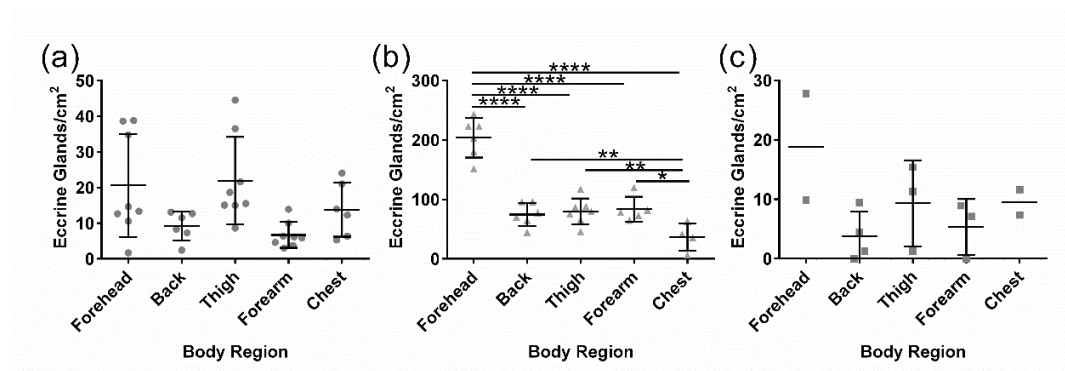 (a)
Eccrine Glands/cm²
50
40
30
20
10
0
Forehead
Back
Thigh
Forearm
Chest
Body Region
(b)
Eccrine Glands/cm²
300
200
100
0
****
****
****
****
**
**
*
Forehead
Back
Thigh
Forearm
Chest
Body Region
(c)
Eccrine Glands/cm²
30
20
10
0
Forehead
Back
Thigh
Forearm
Chest
Body Region